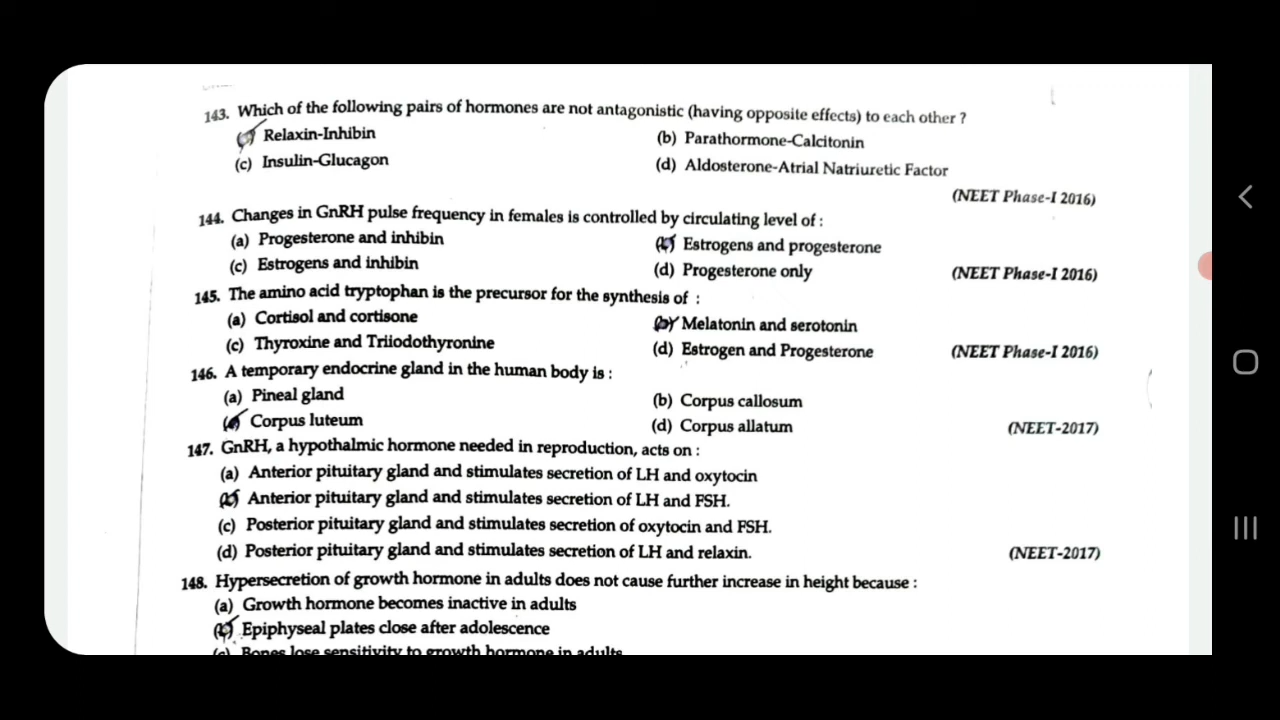 143. Which of the following pairs of hormones are not antagonistic (having opposite effects) to each other ?
Relaxin-Inhibin (b) Parathormone-Calcitonin
(c) Insulin-Glucagon (d) Aldosterone-Atrial Natriuretic Factor
(NEET Phase-I 2016)
144. Changes in GnRH pulse frequency in females is controlled by circulating level of :
(a) Progesterone and inhibin (b) Estrogens and progesterone
(c) Estrogens and inhibin (d) Progesterone only (NEET Phase-I 2016)
145. The amino acid tryptophan is the precursor for the synthesis of :
(a) Cortisol and cortisone (b) Melatonin and serotonin
(c) Thyroxine and Triiodothyronine (d) Estrogen and Progesterone (NEET Phase-I 2016)
146. A temporary endocrine gland in the human body is :
(a) Pineal gland (b) Corpus callosum
Corpus luteum (d) Corpus allatum (NEET-2017)
147. GnRH, a hypothalmic hormone needed in reproduction, acts on :
(a) Anterior pituitary gland and stimulates secretion of LH and oxytocin
(b) Anterior pituitary gland and stimulates secretion of LH and FSH.
(c) Posterior pituitary gland and stimulates secretion of oxytocin and FSH.
(d) Posterior pituitary gland and stimulates secretion of LH and relaxin. (NEET-2017)
148. Hypersecretion of growth hormone in adults does not cause further increase in height because :
(a) Growth hormone becomes inactive in adults
(b) Epiphyseal plates close after adolescence
(c) Bones lose sensitivity to growth hormone in adults